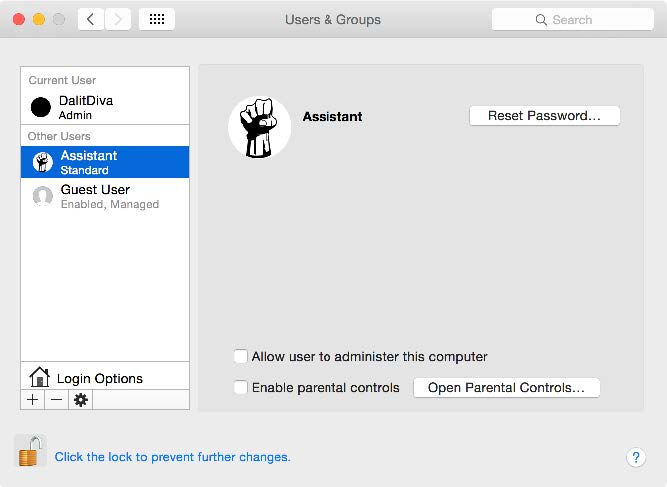 Users & Groups
Search
Current User
DalitDiva
Admin
Other Users
Assistant
Standard
Guest User
Enabled, Managed
Login Options
Assistant
Reset Password...
Allow user to administer this computer
Enable parental controls
Open Parental Controls...
Click the lock to prevent further changes.
?